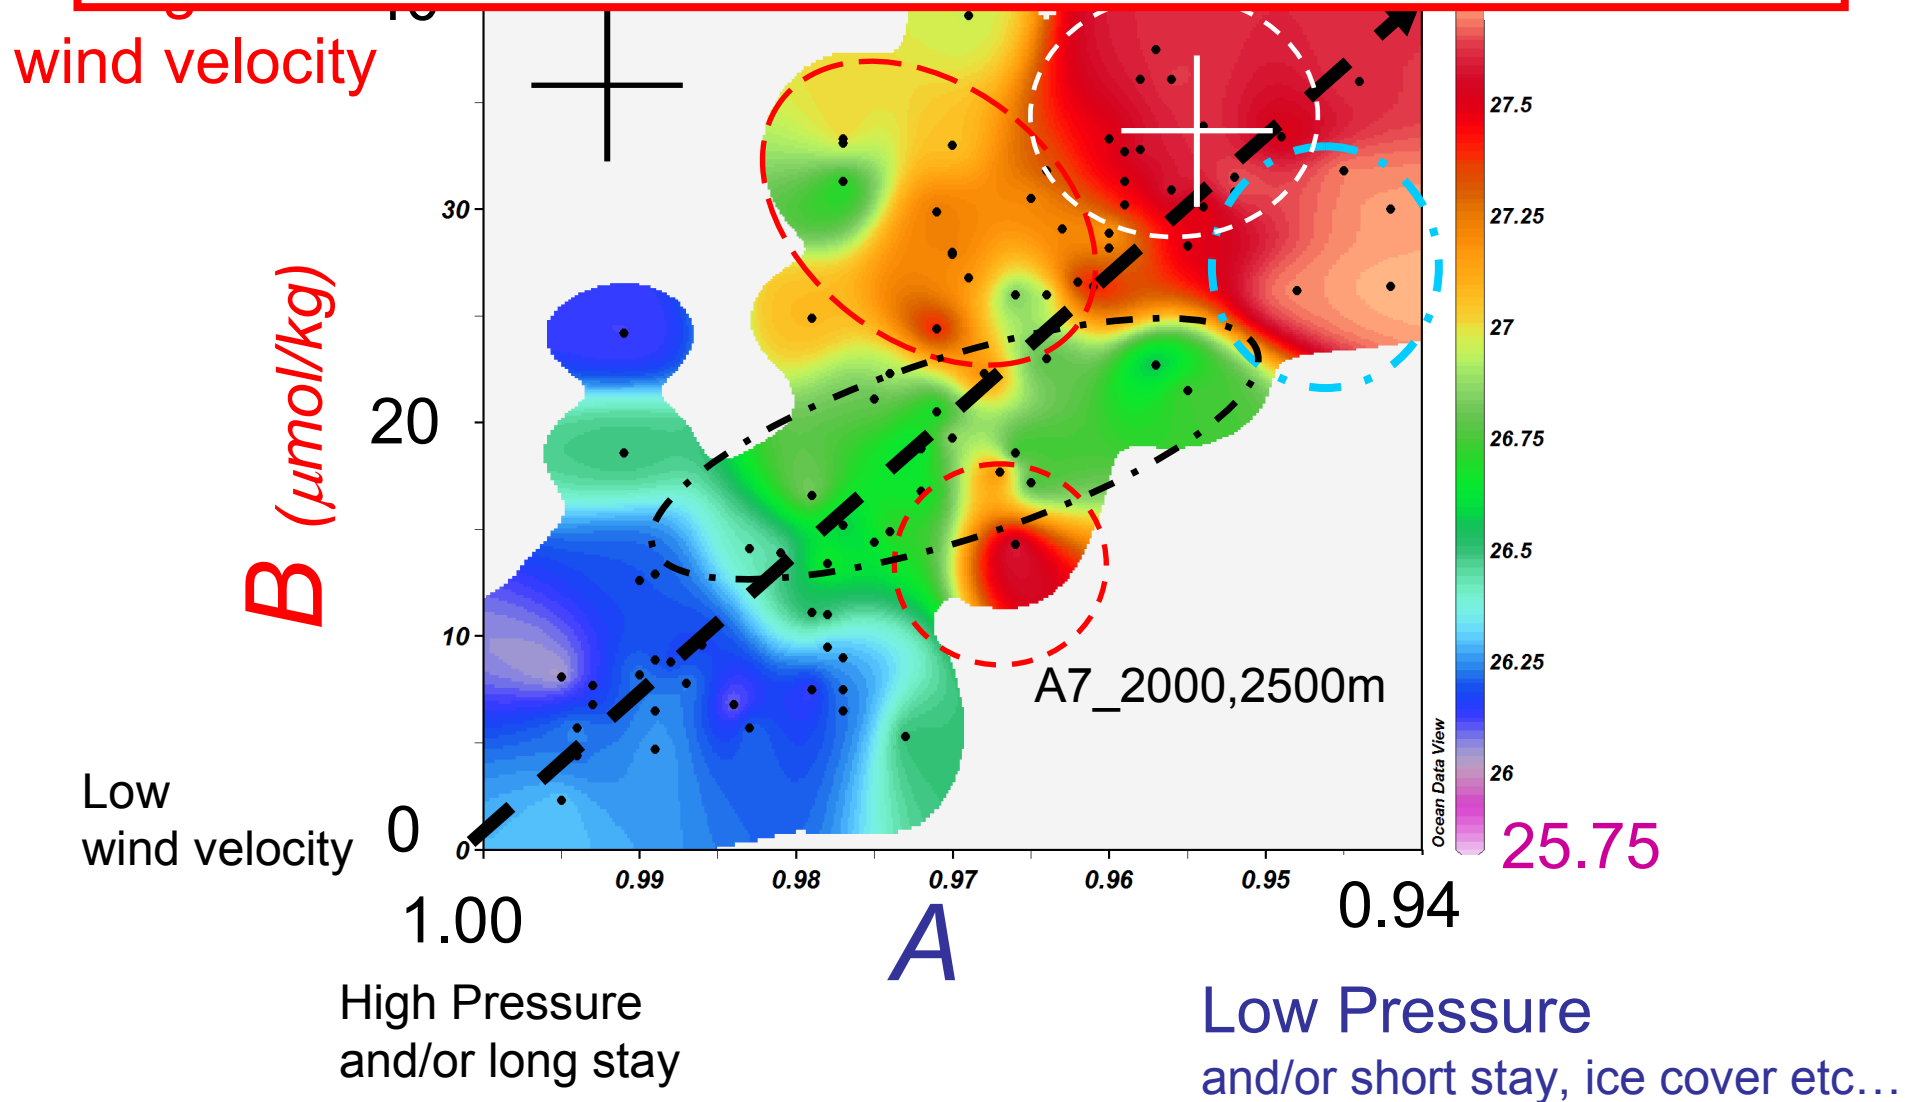 wind velocity
30
20
10
0
0
B (μmol/kg)
Low
wind velocity
A7_2000,2500m
27.5
27.25
27
26.75
26.5
26.25
26
25.75
Ocean Data View
0.99
0.98
0.97
0.96
0.95
1.00
A
0.94
High Pressure
and/or long stay
Low Pressure
and/or short stay, ice cover etc…